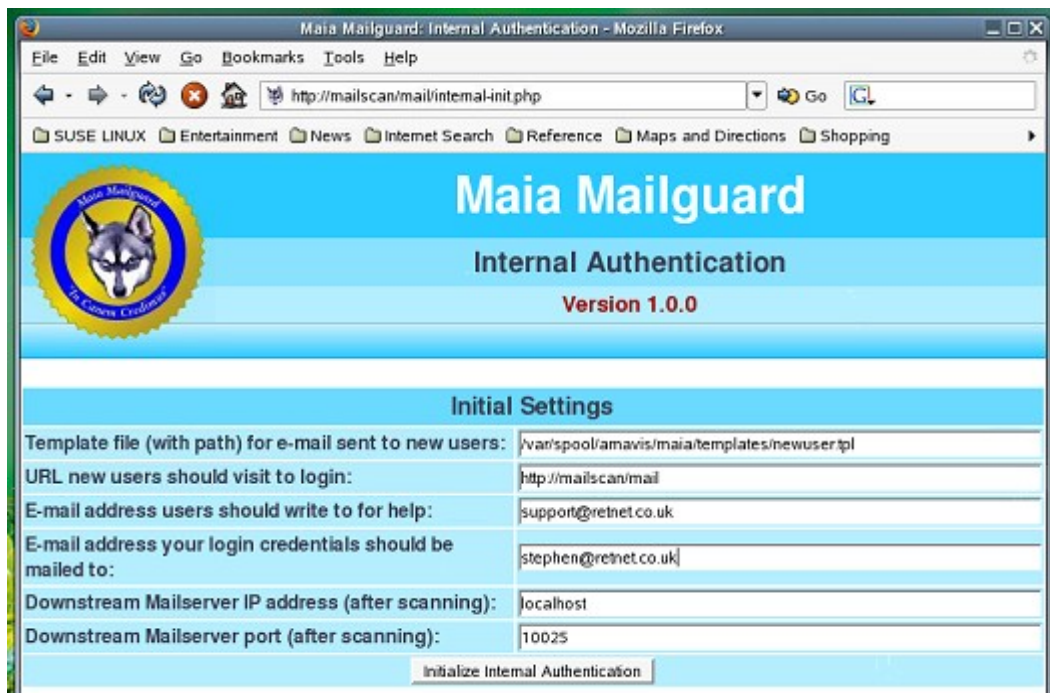 Maia Mailguard: Internal Authentication - Mozilla Firefox
File Edit View Go Bookmarks Tools Help
http://mailscan/mail/internal-init.php Go G
SUSE LINUX Entertainment News Internet Search Reference Maps and Directions Shopping
Maia Mailguard
"In Canem Credimus"
Maia Mailguard
Internal Authentication
Version 1.0.0
Initial Settings
Template file (with path) for e-mail sent to new users: /var/spool/amavis/maia/templates/newuser.tpl
URL new users should visit to login: http://mailscan/mail
E-mail address users should write to for help: support@retnet.co.uk
E-mail address your login credentials should be
mailed to: stephen@retnet.co.uk
Downstream Mailserver IP address (after scanning): localhost
Downstream Mailserver port (after scanning): 10025
Initialize Internal Authentication